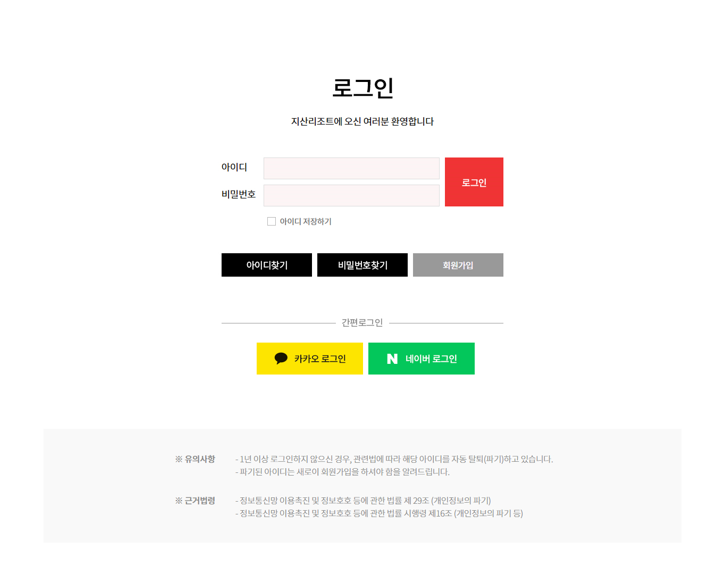 로그인
지산리조트에 오신 여러분 환영합니다
아이디
로그인
비밀번호
아이디 저장하기
아이디찾기 비밀번호찾기 회원가입
간편로그인
카카오 로그인 N 네이버 로그인
※ 유의사항 - 1년 이상 로그인하지 않으신 경우, 관련법에 따라 해당 아이디를 자동 탈퇴(파기)하고 있습니다.
- 파기된 아이디는 새로이 회원가입을 하셔야 함을 알려드립니다.
※ 근거법령 - 정보통신망 이용촉진 및 정보호호 등에 관한 법률 제 29조 (개인정보의 파기)
- 정보통신망 이용촉진 및 정보호호 등에 관한 법률 시행령 제16조 (개인정보의 파기 등)